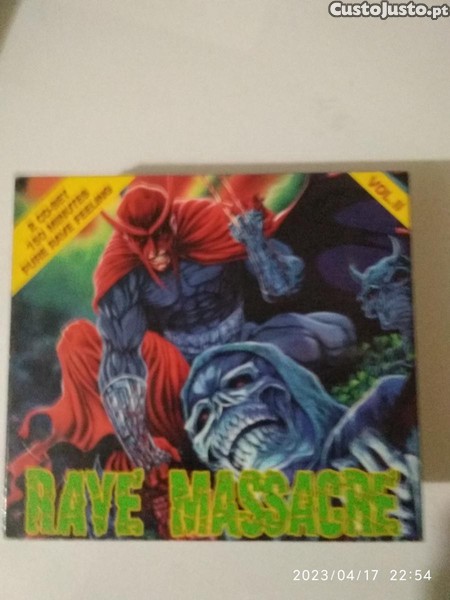 CustoJusto.pt
2 CD-SET
150 MINUTES
PURE RAVE FEELING
VOL.II
RAVE MASSACRE
2023/04/17 22:54